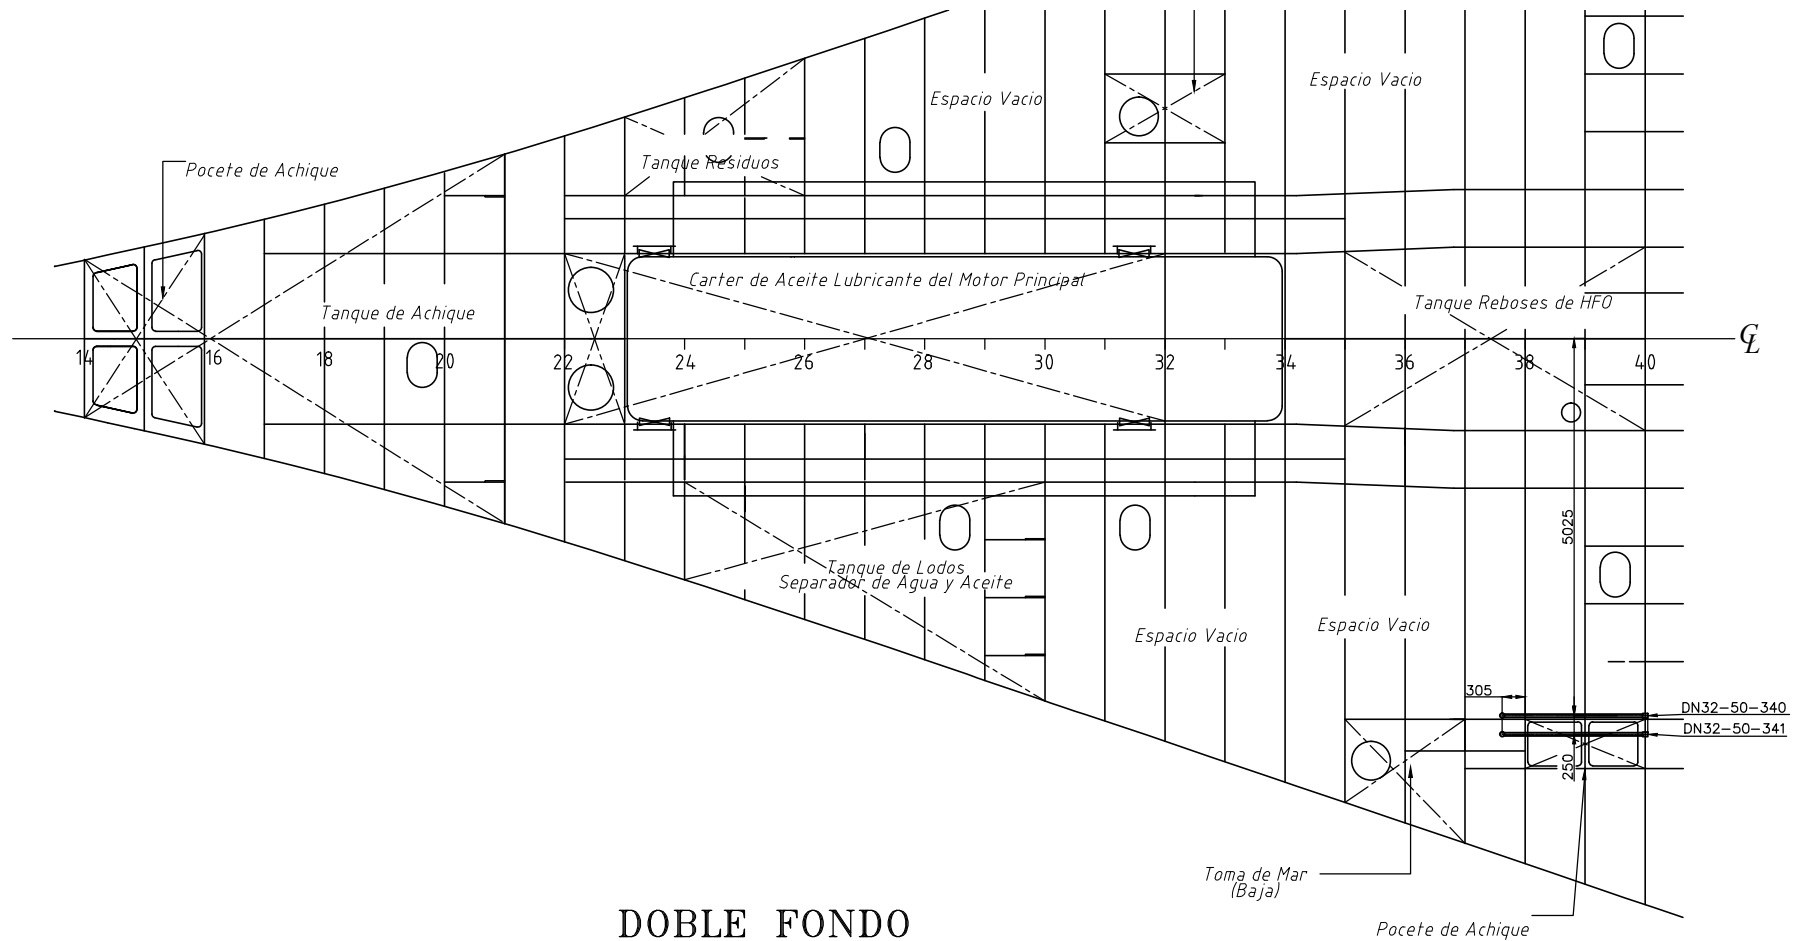 Espacio Vacio
Espacio Vacio
Tanque Residuos
Pocete de Achique
Carter de Aceite Lubricante del Motor Principal
Tanque Reboses de HFO
Tanque de Achique
CL
14
16
18
20
22
24
26
28
30
32
34
36
38
40
5025
Tanque de Lodos
Separador de Agua y Aceite
Espacio Vacio
Espacio Vacio
305
DN32-50-340
DN32-50-341
250
Toma de Mar
(Baja)
DOBLE FONDO
Pocete de Achique